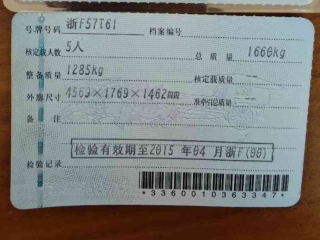 号牌号码 浙F57T61 档案编号
核定载人数 5人 总质量 1660kg
整备质量 1285kg 核定载质量 --
外廓尺寸 4569×1769×1462mm 准牵引总质量 --
备注
检验有效期至2015 年04 月浙F(00)
检验记录
*3360010363347*